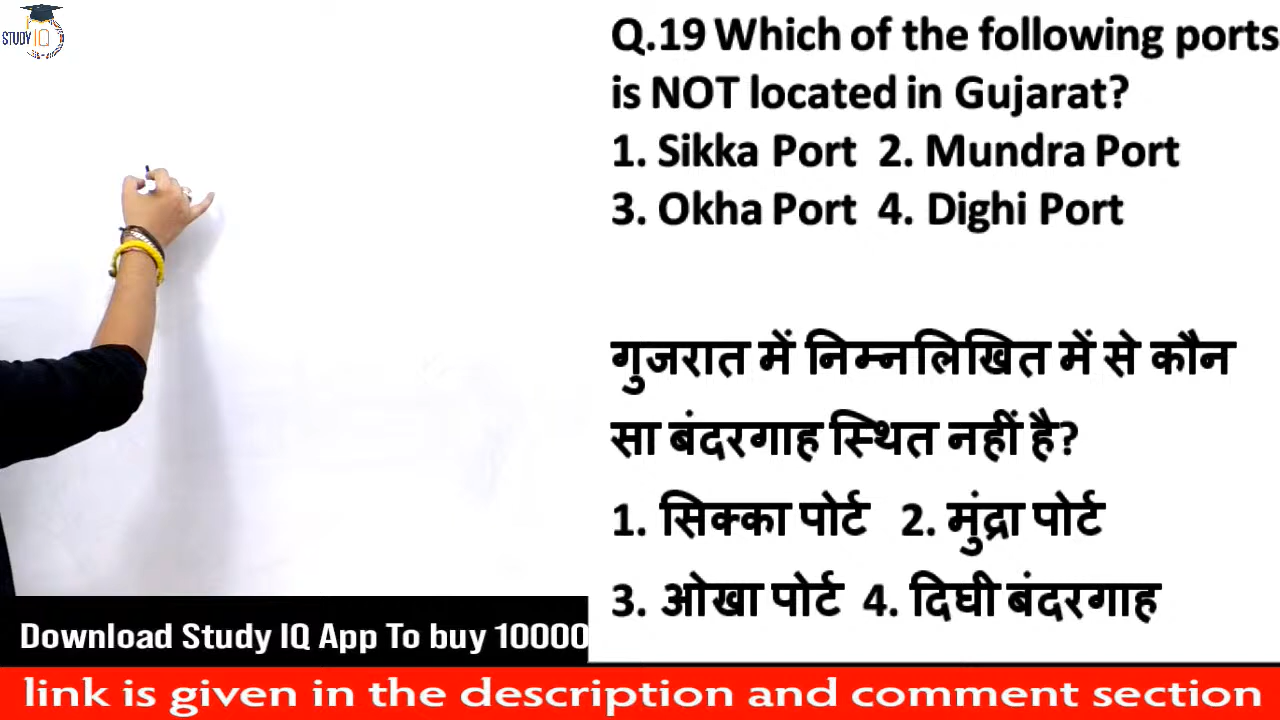 STUDY IQ
Q.19 Which of the following ports
is NOT located in Gujarat?
1. Sikka Port 2. Mundra Port
3. Okha Port 4. Dighi Port
गुजरात में निम्नलिखित में से कौन
सा बंदरगाह स्थित नहीं है?
1. सिक्का पोर्ट 2. मुंद्रा पोर्ट
3. ओखा पोर्ट 4. दिघी बंदरगाह
Download Study IQ App To buy 10000
link is given in the description and comment section